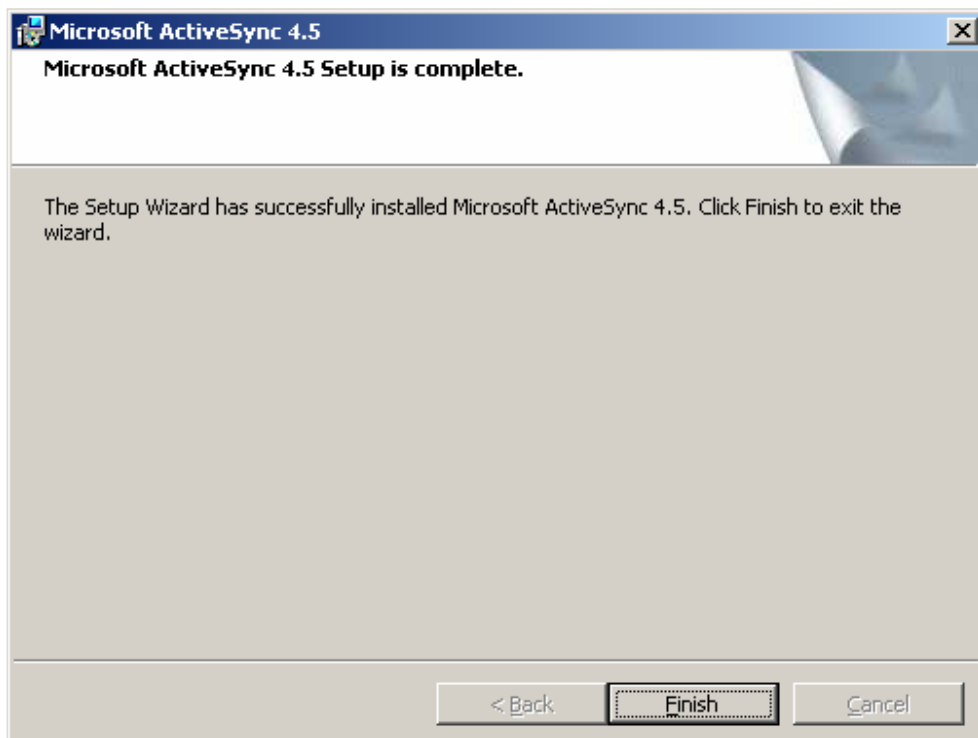 Microsoft ActiveSync 4.5
Microsoft ActiveSync 4.5 Setup is complete.
The Setup Wizard has successfully installed Microsoft ActiveSync 4.5. Click Finish to exit the
wizard.
< Back Finish Cancel